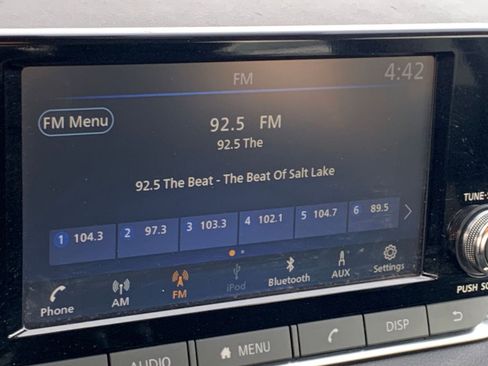 FM
4:42
FM Menu
92.5 FM
92.5 The
92.5 The Beat - The Beat Of Salt Lake
1 104.3 2 97.3 3 103.3 4 102.1 5 104.7 6 89.5
Phone AM FM iPod Bluetooth AUX Settings
TUNE·S
PUSH SO
AUDIO MENU DISP